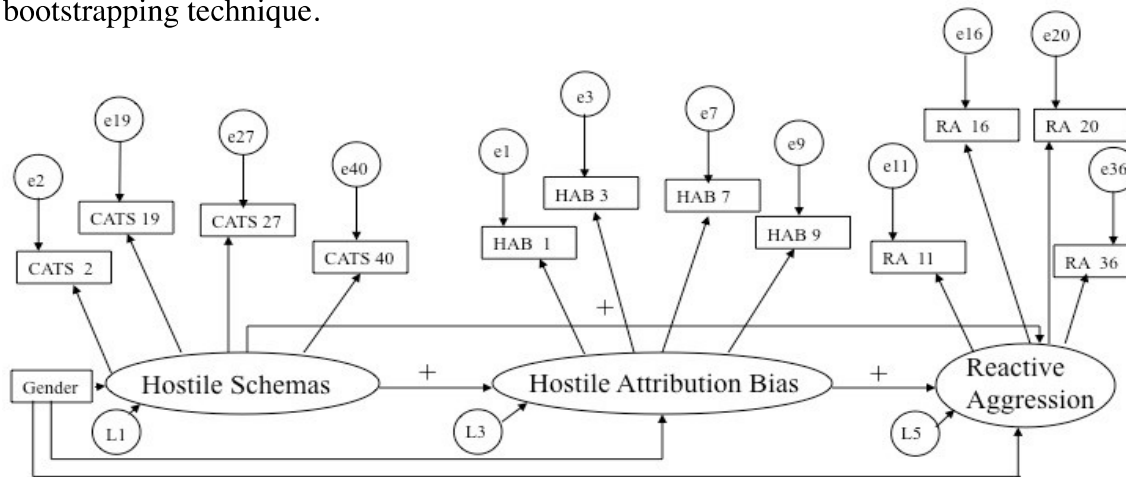 bootstrapping technique.
e16
e20
e3
e19
e7
RA 16
RA 20
e27
e1
e9
e11
e36
e40
e2
HAB 3
HAB 7
CATS 19
CATS 27
HAB 9
HAB 1
CATS 40
RA 11
RA 36
CATS 2
+
Reactive
Aggression
Gender
Hostile Schemas
+
Hostile Attribution Bias
+
L1
L3
L5